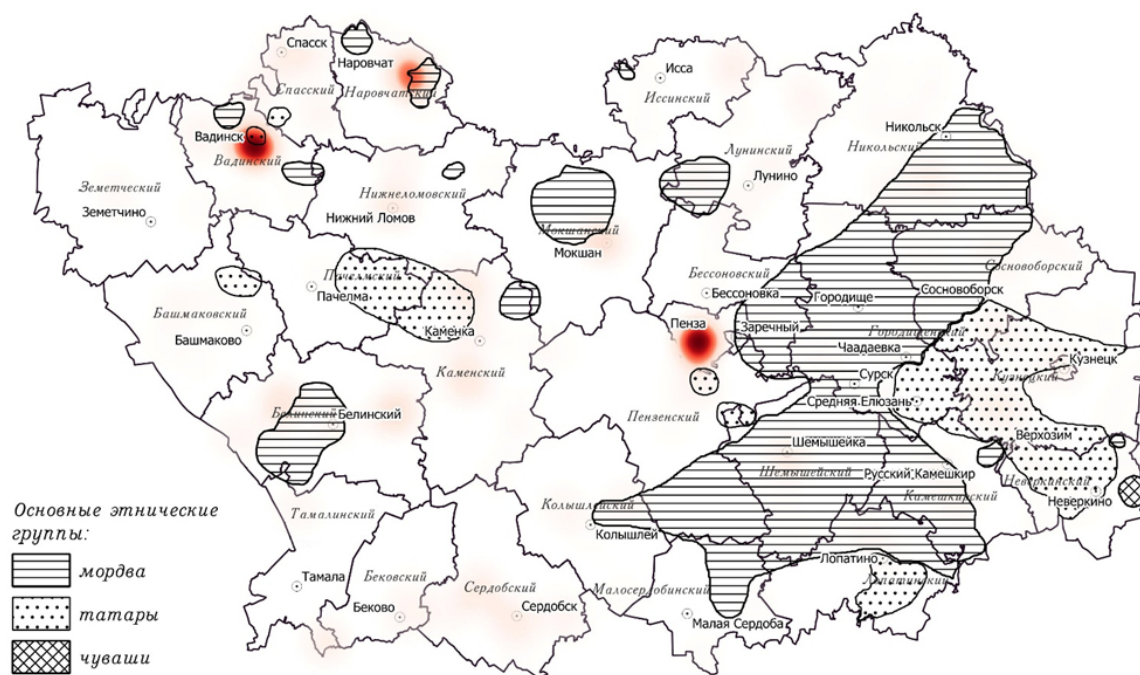 Спасск
Наровчат
Исса
Спасский
Наровчатский
Иссинский
Никольск
Вадинск
Никольский
Лунинский
Вадинский
Лунино
Земетческий
Нижнеломовский
Земетчино
Нижний Ломов
Мокшанский
Мокшан
Сосновоборский
Пачелмский
Бессоновский
Пачелма
Бессоновка
Городище
Сосновоборск
Башмаковский
Пенза
Заречный
Городищенский
Башмаково
Каменка
Чаадаевка
Кузнецк
Каменский
Сурск
Кузнецкий
Средняя Елюзань
Белинский
Белинский
Пензенский
Верхозим
Шемышейка
Шемышейский
Русский Камешкир
Неверкинский
Неверкино
Камешкирский
Колышлейский
Тамалинский
Колышлей
Лопатино
Тамала
Бековский
Сердобский
Малосердобинский
Лопатинский
Беково
Сердобск
Малая Сердоба
Основные этнические
группы:
мордва
татары
чуваши